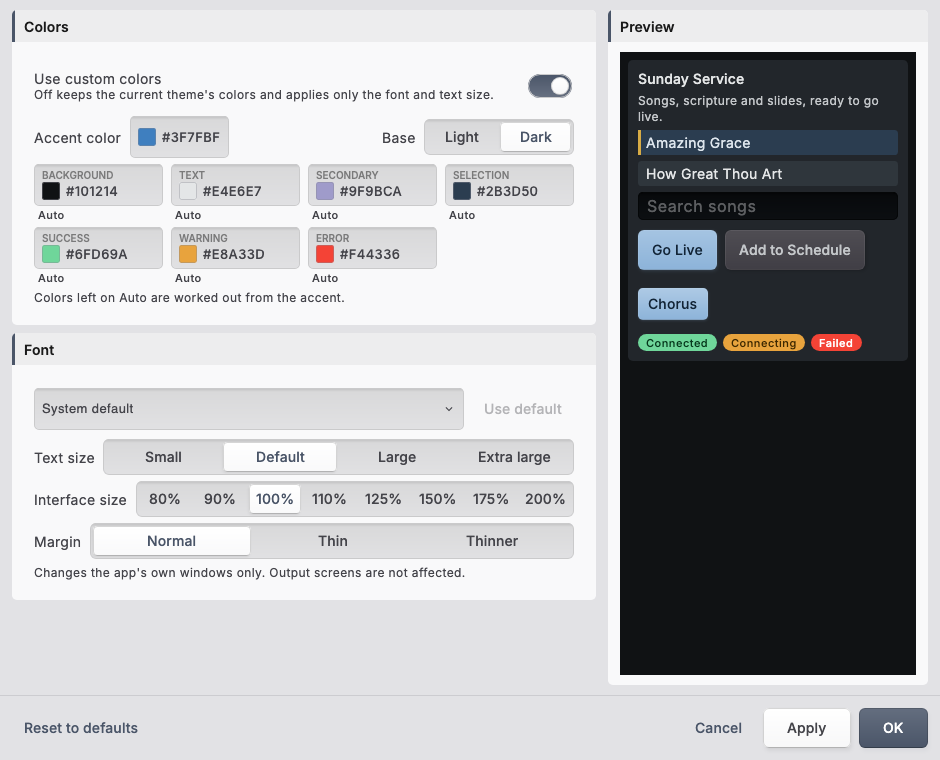 Colors
Use custom colors
Off keeps the current theme's colors and applies only the font and text size.
Accent color #3F7FBF Base Light Dark
BACKGROUND #101214 Auto
TEXT #E4E6E7 Auto
SECONDARY #9F9BCA Auto
SELECTION #2B3D50 Auto
SUCCESS #6FD69A Auto
WARNING #E8A33D Auto
ERROR #F44336 Auto
Colors left on Auto are worked out from the accent.
Font
System default Use default
Text size Small Default Large Extra large
Interface size 80% 90% 100% 110% 125% 150% 175% 200%
Margin Normal Thin Thinner
Changes the app's own windows only. Output screens are not affected.
Preview
Sunday Service
Songs, scripture and slides, ready to go
live.
Amazing Grace
How Great Thou Art
Search songs
Go Live Add to Schedule
Chorus
Connected Connecting Failed
Reset to defaults Cancel Apply OK